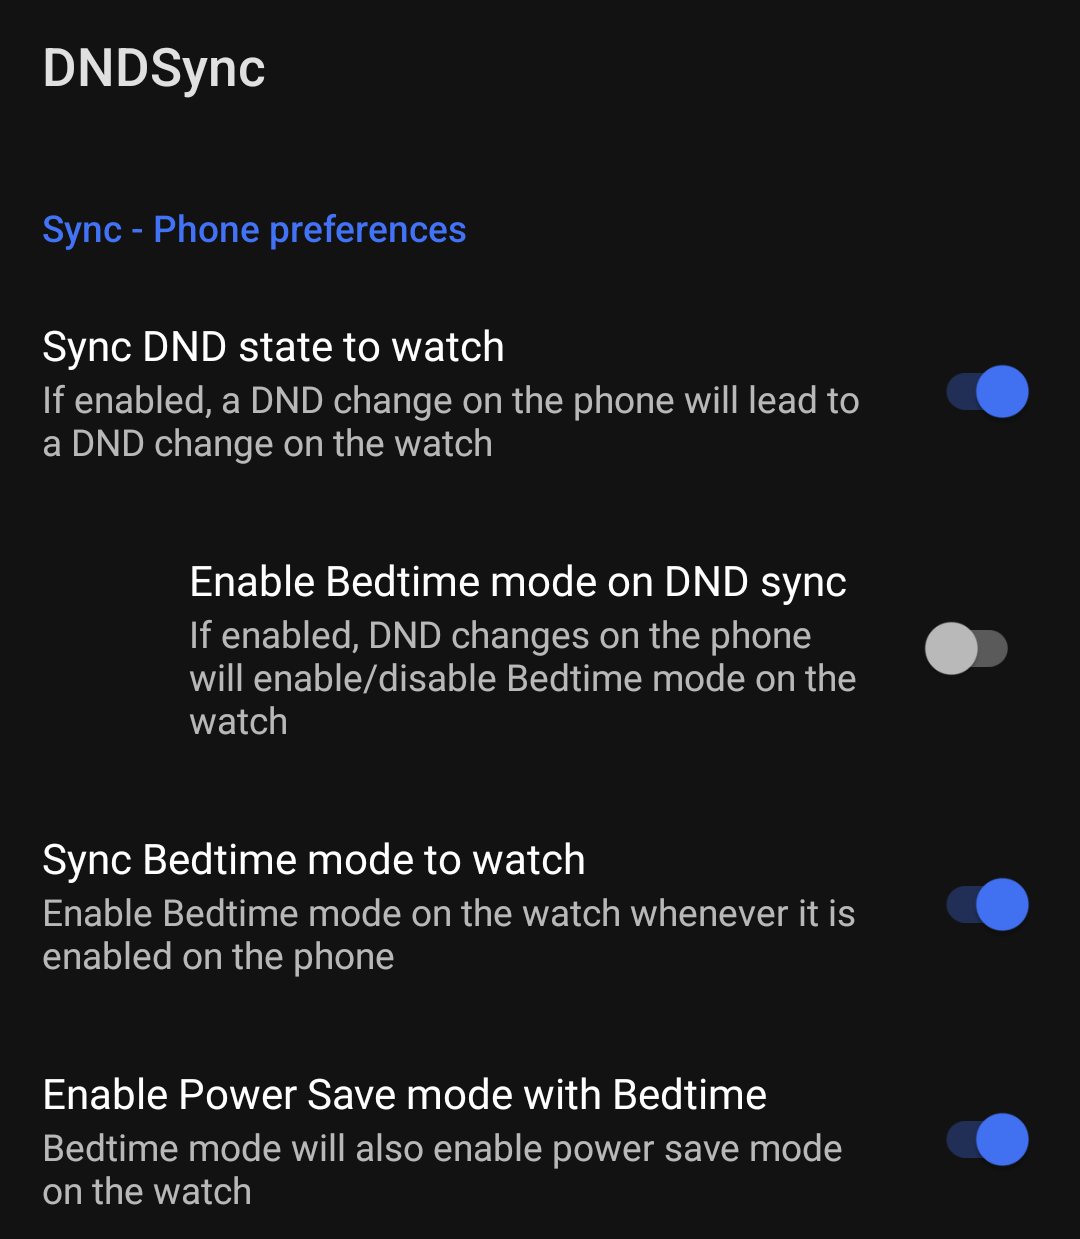 DNDSync
Sync - Phone preferences
Sync DND state to watch
If enabled, a DND change on the phone will lead to
a DND change on the watch
Enable Bedtime mode on DND sync
If enabled, DND changes on the phone
will enable/disable Bedtime mode on the
watch
Sync Bedtime mode to watch
Enable Bedtime mode on the watch whenever it is
enabled on the phone
Enable Power Save mode with Bedtime
Bedtime mode will also enable power save mode
on the watch